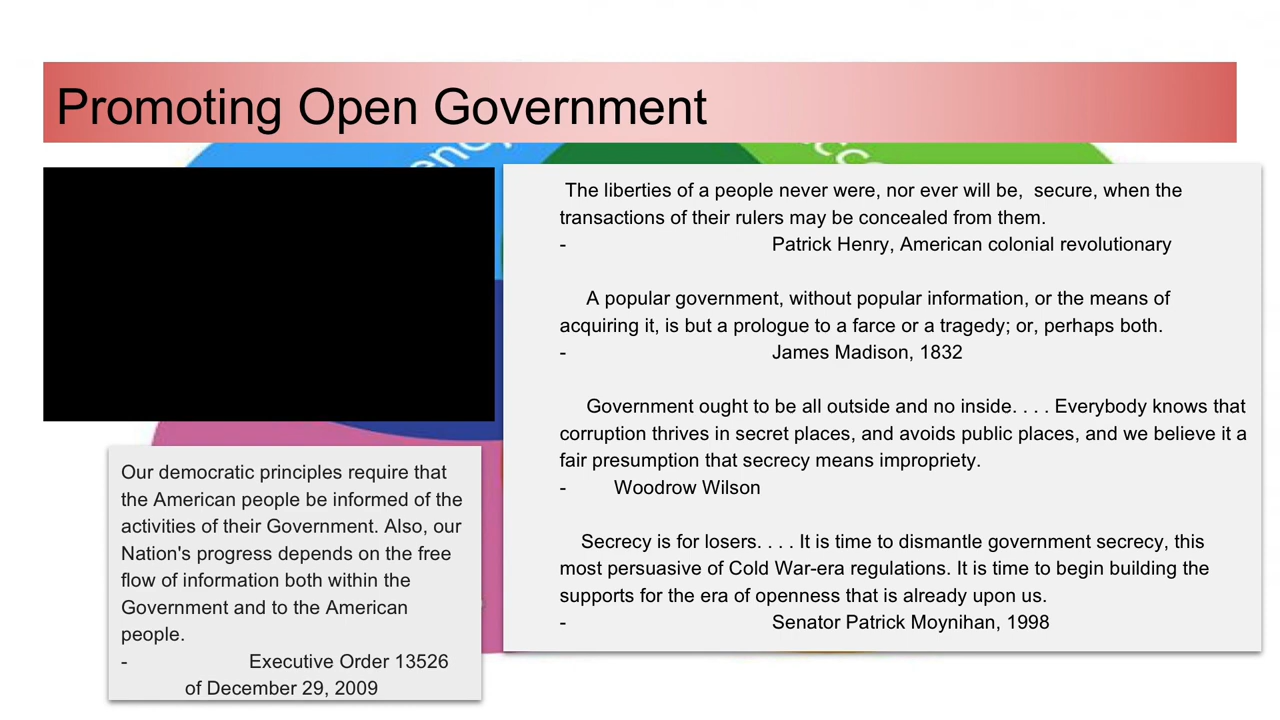 Promoting Open Government
The liberties of a people never were, nor ever will be,  secure, when the
transactions of their rulers may be concealed from them.
- Patrick Henry, American colonial revolutionary
A popular government, without popular information, or the means of
acquiring it, is but a prologue to a farce or a tragedy; or, perhaps both.
- James Madison, 1832
Government ought to be all outside and no inside. . . . Everybody knows that
corruption thrives in secret places, and avoids public places, and we believe it a
fair presumption that secrecy means impropriety.
- Woodrow Wilson
Secrecy is for losers. . . . It is time to dismantle government secrecy, this
most persuasive of Cold War-era regulations. It is time to begin building the
supports for the era of openness that is already upon us.
- Senator Patrick Moynihan, 1998
Our democratic principles require that
the American people be informed of the
activities of their Government. Also, our
Nation's progress depends on the free
flow of information both within the
Government and to the American
people.
- Executive Order 13526
of December 29, 2009